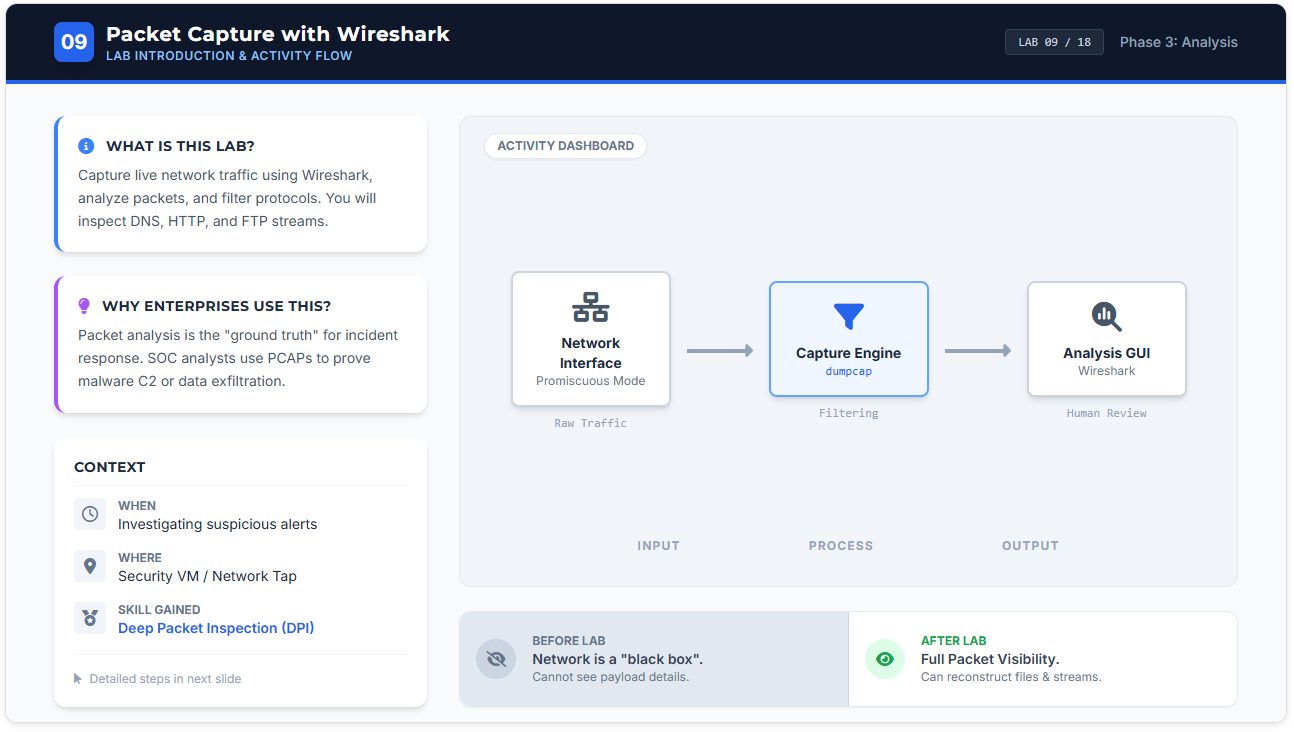 09
Packet Capture with Wireshark
LAB INTRODUCTION & ACTIVITY FLOW
LAB 09 / 18
Phase 3: Analysis
WHAT IS THIS LAB?
Capture live network traffic using Wireshark,
analyze packets, and filter protocols. You will
inspect DNS, HTTP, and FTP streams.
WHY ENTERPRISES USE THIS?
Packet analysis is the "ground truth" for incident
response. SOC analysts use PCAPs to prove
malware C2 or data exfiltration.
CONTEXT
WHEN
Investigating suspicious alerts
WHERE
Security VM / Network Tap
SKILL GAINED
Deep Packet Inspection (DPI)
Detailed steps in next slide
ACTIVITY DASHBOARD
Network
Interface
Promiscuous Mode
Raw Traffic
Capture Engine
dumpcap
Filtering
Analysis GUI
Wireshark
Human Review
INPUT
PROCESS
OUTPUT
BEFORE LAB
Network is a "black box".
Cannot see payload details.
AFTER LAB
Full Packet Visibility.
Can reconstruct files & streams.